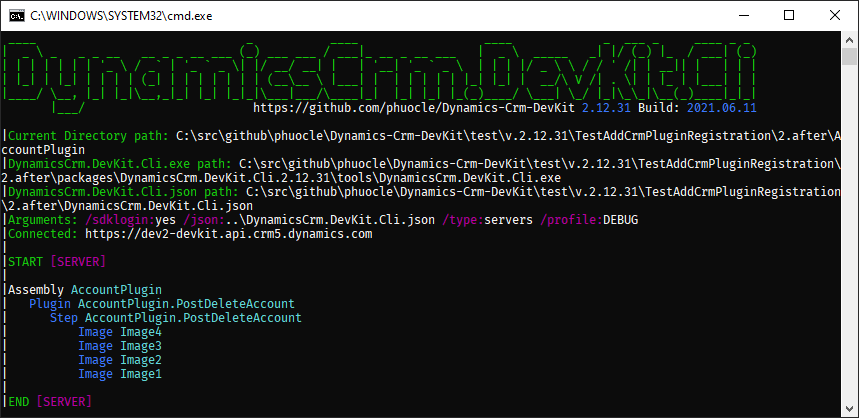 C:\WINDOWS\SYSTEM32\cmd.exe
DynamicsCrm.DevKit.Cli
https://github.com/phuocle/Dynamics-Crm-DevKit 2.12.31 Build: 2021.06.11
|Current Directory path: C:\src\github\phuocle\Dynamics-Crm-DevKit\test\v.2.12.31\TestAddCrmPluginRegistration\2.after\A
ccountPlugin
|DynamicsCrm.DevKit.Cli.exe path: C:\src\github\phuocle\Dynamics-Crm-DevKit\test\v.2.12.31\TestAddCrmPluginRegistration\
2.after\packages\DynamicsCrm.DevKit.Cli.2.12.31\tools\DynamicsCrm.DevKit.Cli.exe
|DynamicsCrm.DevKit.Cli.json path: C:\src\github\phuocle\Dynamics-Crm-DevKit\test\v.2.12.31\TestAddCrmPluginRegistration
\2.after\DynamicsCrm.DevKit.Cli.json
|Arguments: /sdklogin:yes /json:..\DynamicsCrm.DevKit.Cli.json /type:servers /profile:DEBUG
|Connected: https://dev2-devkit.api.crm5.dynamics.com
|
|START [SERVER]
|
|Assembly AccountPlugin
|   Plugin AccountPlugin.PostDeleteAccount
|      Step AccountPlugin.PostDeleteAccount
|          Image Image4
|          Image Image3
|          Image Image2
|          Image Image1
|
|END [SERVER]